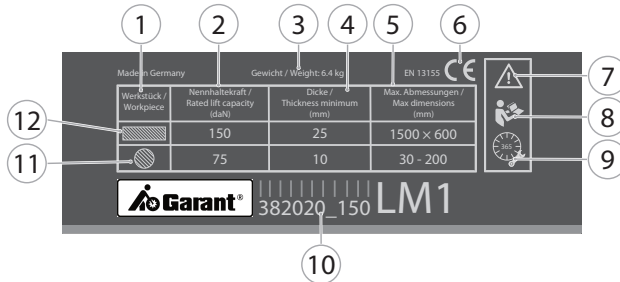 1 2 3 4 5 6
Made in Germany Gewicht / Weight: 6.4 kg EN 13155 CE
Werkstück / Workpiece
Nennhaltekraft / Rated lift capacity (daN)
Dicke / Thickness minimum (mm)
Max. Abmessungen / Max dimensions (mm)
150 25 1500 × 600
75 10 30 - 200
Garant® 382020_150 LM1
7
8
365
9
12
11
10